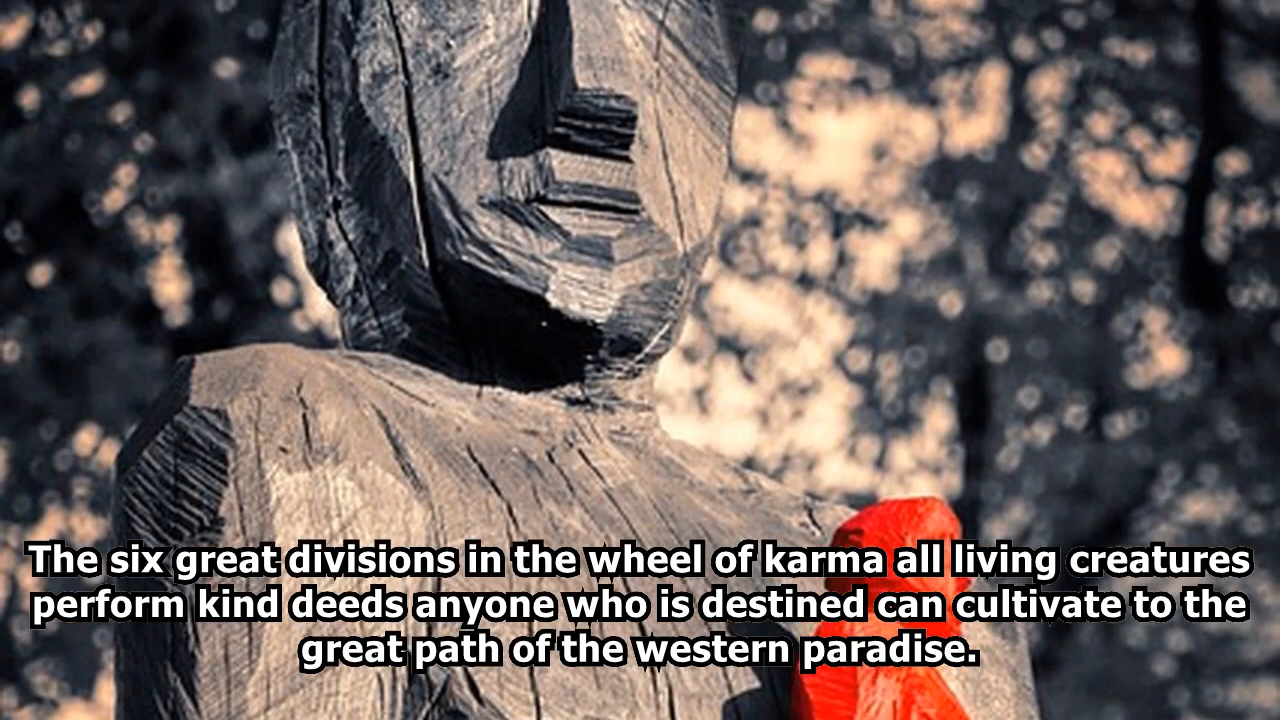 The six great divisions in the wheel of karma all living creatures
perform kind deeds anyone who is destined can cultivate to the
great path of the western paradise.